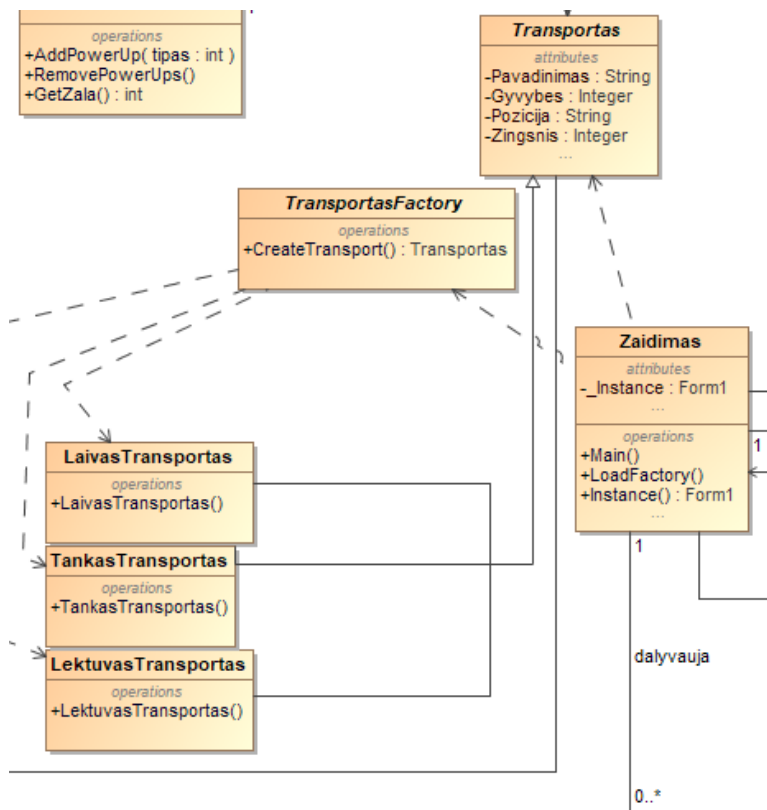 operations
+AddPowerUp( tipas : int )
+RemovePowerUps()
+GetZala() : int
Transportas
attributes
-Pavadinimas : String
-Gyvybes : Integer
-Pozicija : String
-Zingsnis : Integer
...
TransportasFactory
operations
+CreateTransport() : Transportas
Zaidimas
attributes
-_Instance : Form1
...
operations
+Main()
+LoadFactory()
+Instance() : Form1
...
1
1
dalyvauja
0..*
LaivasTransportas
operations
+LaivasTransportas()
TankasTransportas
operations
+TankasTransportas()
LektuvasTransportas
operations
+LektuvasTransportas()